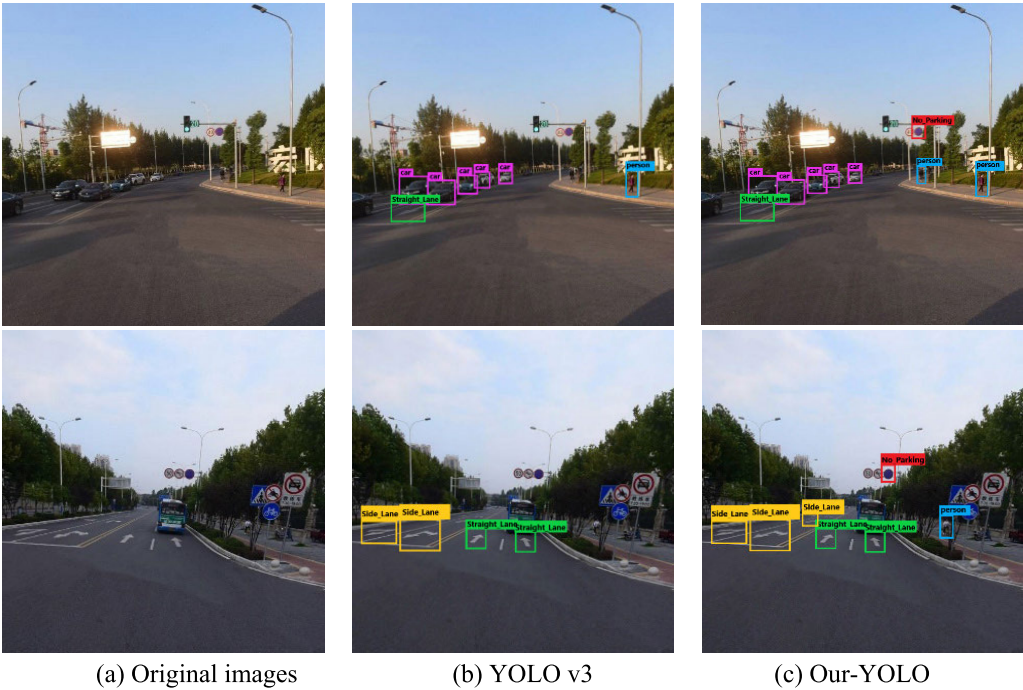 No_Parking
person
person
person
car
car
car
car
car
car
car
car
car
car
Straight_Lane
Straight_Lane
No_Parking
Side_Lane
Side_Lane
Straight_Lane
Straight_Lane
Side_Lane
Side_Lane
Side_Lane
Straight_Lane
Straight_Lane
person
(a) Original images
(b) YOLO v3
(c) Our-YOLO